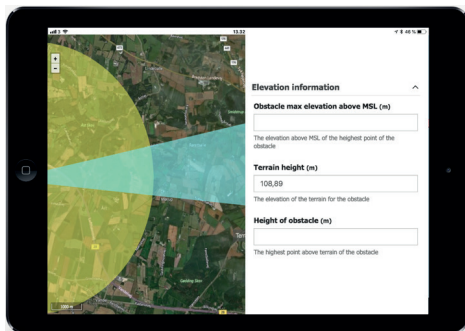 13.32
48 %
+
-
Elevation information
Obstacle max elevation above MSL (m)
The elevation above MSL of the heighest point of the
obstacle
Terrain height (m)
108,89
The elevation of the terrain for the obstacle
Height of obstacle (m)
The highest point above terrain of the obstacle
1000 m